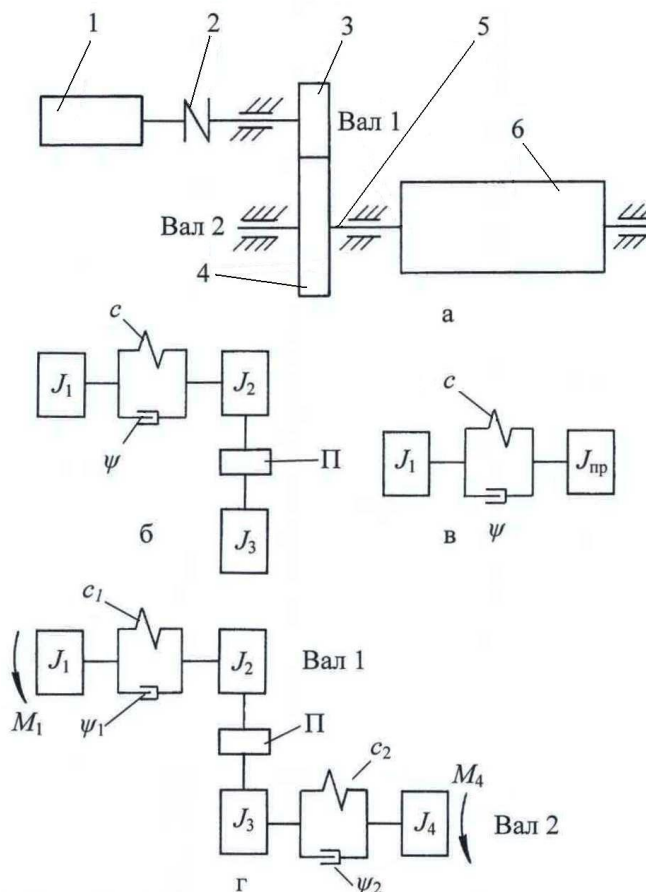 1
2
3
5
Вал 1
6
Вал 2
4
а
c
J₁
J₂
ψ
П
J₃
б
c
J₁
Jпр
ψ
в
c₁
J₁
J₂
Вал 1
M₁
ψ₁
П
c₂
M₄
J₃
J₄
Вал 2
ψ₂
г